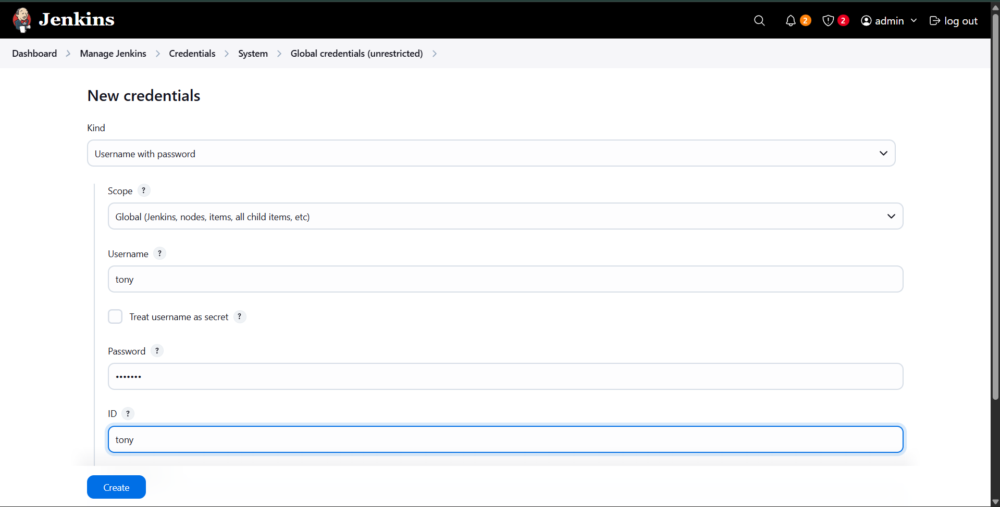 Jenkins
2
2
admin
log out
Dashboard
Manage Jenkins
Credentials
System
Global credentials (unrestricted)
New credentials
Kind
Username with password
Scope ?
Global (Jenkins, nodes, items, all child items, etc)
Username ?
tony
Treat username as secret ?
Password ?
•••••••
ID ?
tony
Create